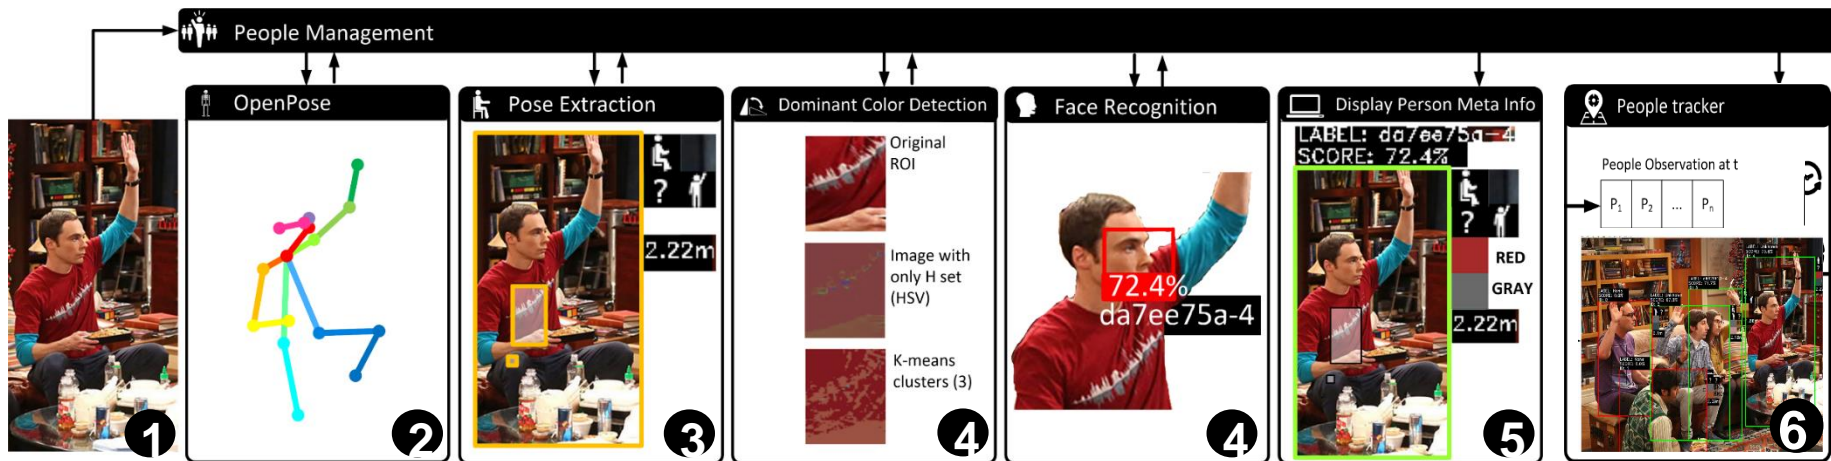 People Management
OpenPose
Pose Extraction
Dominant Color Detection
Face Recognition
Display Person Meta Info
People tracker
1
2
?
2.22m
3
Original
ROI
Image with
only H set
(HSV)
K-means
clusters (3)
4
72.4%
da7ee75a-4
4
LABEL: da7ee75a-4
SCORE: 72.4%
?
RED
GRAY
2.22m
5
People Observation at t
P1 P2 ... Pn
6